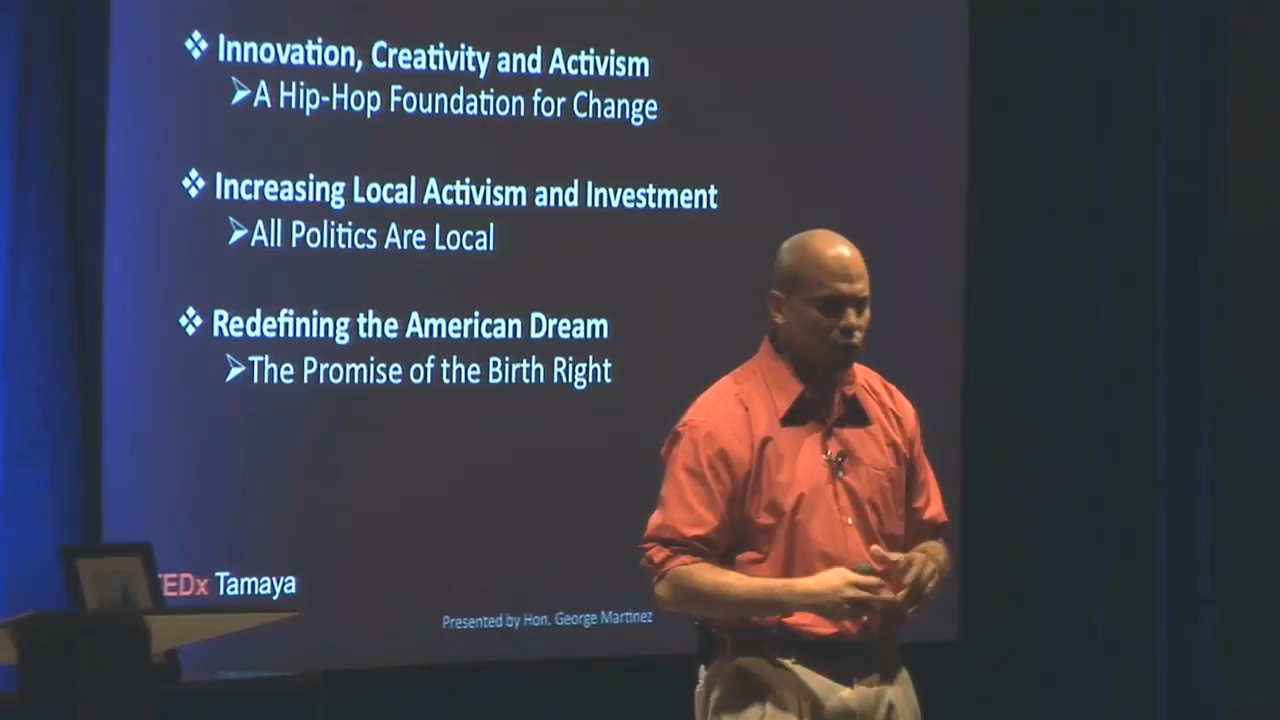 ❖ Innovation, Creativity and Activism
➢A Hip-Hop Foundation for Change
❖ Increasing Local Activism and Investment
➢All Politics Are Local
❖ Redefining the American Dream
➢The Promise of the Birth Right
TEDx Tamaya
Presented by Hon. George Martinez